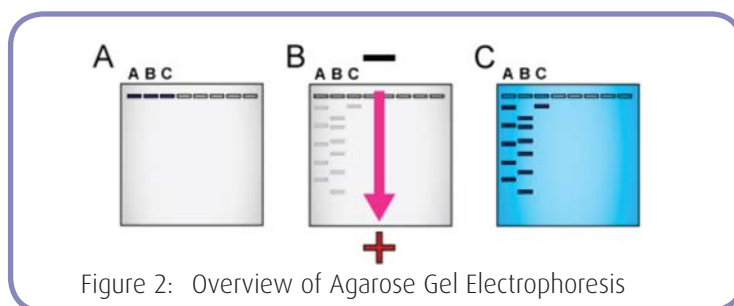 A
A B C
B
A B C
C
A B C
Figure 2: Overview of Agarose Gel Electrophoresis